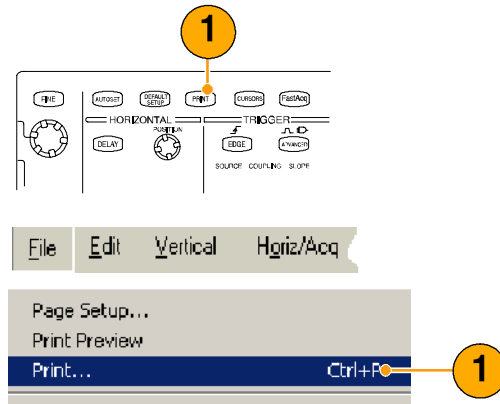 1
FINE AUTOSET DEFAULT SETUP PRINT CURSORS FastAcq
HORIZONTAL TRIGGER
POSITION
DELAY EDGE ADVANCED
SOURCE COUPLING SLOPE
File Edit Vertical Horiz/Acq
Page Setup...
Print Preview
Print... Ctrl+P 1